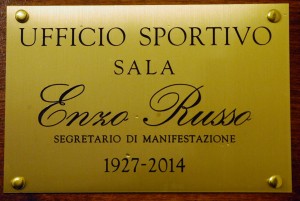 UFFICIO SPORTIVO
SALA
Enzo Russo
SEGRETARIO DI MANIFESTAZIONE
1927-2014